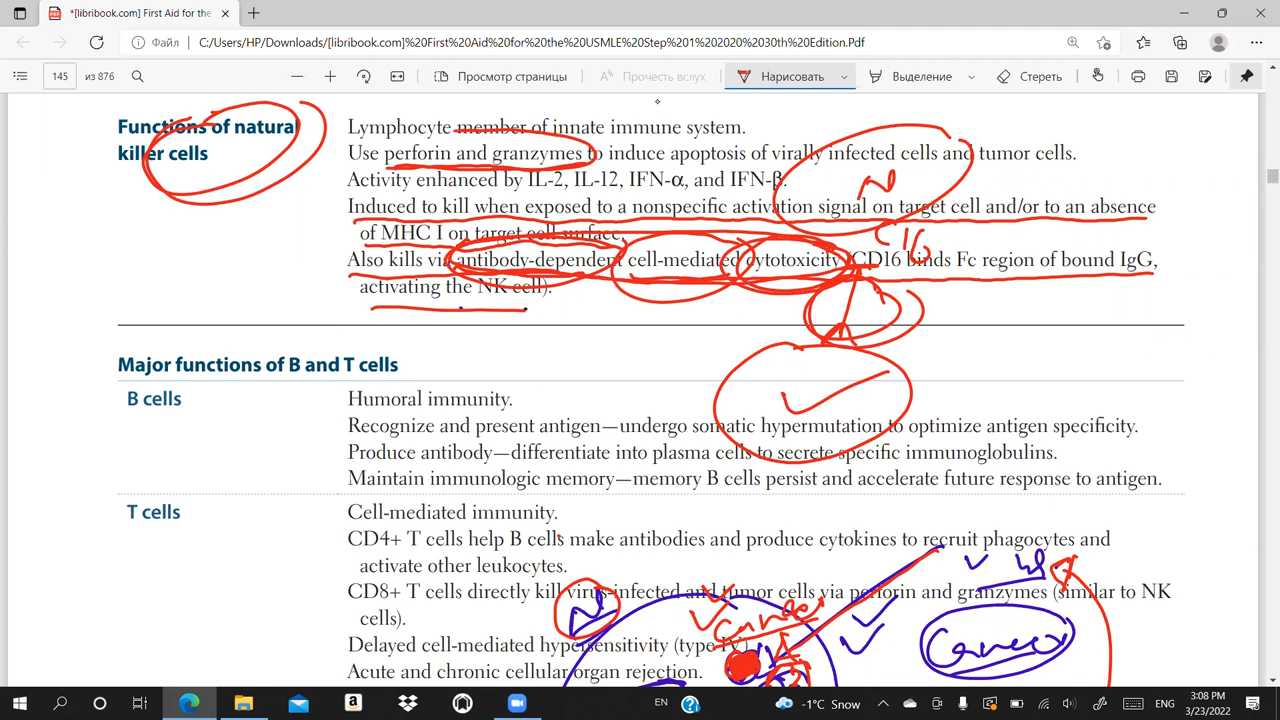 *[libribook.com] First Aid for the
Файл
C:/Users/HP/Downloads/[libribook.com]%20First%20Aid%20for%20the%20USMLE%20Step%201%202020%2030th%20Edition.Pdf
145 из 876
Просмотр страницы
Прочесть вслух
Нарисовать
Выделение
Стереть
Functions of natural killer cells
Lymphocyte member of innate immune system.
Use perforin and granzymes to induce apoptosis of virally infected cells and tumor cells.
Activity enhanced by IL-2, IL-12, IFN-α, and IFN-β.
Induced to kill when exposed to a nonspecific activation signal on target cell and/or to an absence
of MHC I on target cell surface.
Also kills via antibody-dependent cell-mediated cytotoxicity (CD16 binds Fc region of bound IgG,
activating the NK cell).
N
C16
Major functions of B and T cells
B cells
Humoral immunity.
Recognize and present antigen—undergo somatic hypermutation to optimize antigen specificity.
Produce antibody—differentiate into plasma cells to secrete specific immunoglobulins.
Maintain immunologic memory—memory B cells persist and accelerate future response to antigen.
T cells
Cell-mediated immunity.
CD4+ T cells help B cells make antibodies and produce cytokines to recruit phagocytes and
activate other leukocytes.
CD8+ T cells directly kill virus-infected and tumor cells via perforin and granzymes (similar to NK
cells).
Delayed cell-mediated hypersensitivity (type IV).
Acute and chronic cellular organ rejection.
N
Cancer
Cancer
EN
-1°C Snow
ENG
3:08 PM
3/23/2022